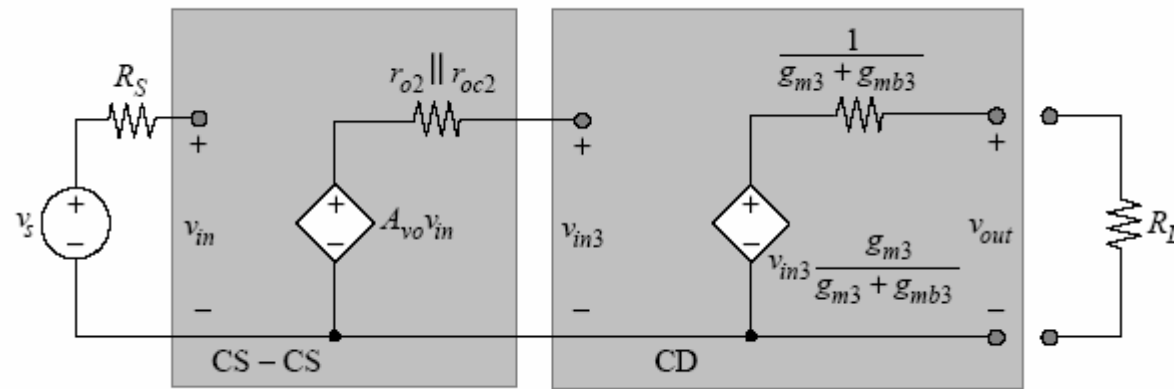 R_S
+
v_s
+
−
v_in
−
r_o2 || r_oc2
+
−
A_vo v_in
CS – CS
+
v_in3
−
1
g_m3 + g_mb3
+
−
v_in3
g_m3
g_m3 + g_mb3
CD
+
v_out
−